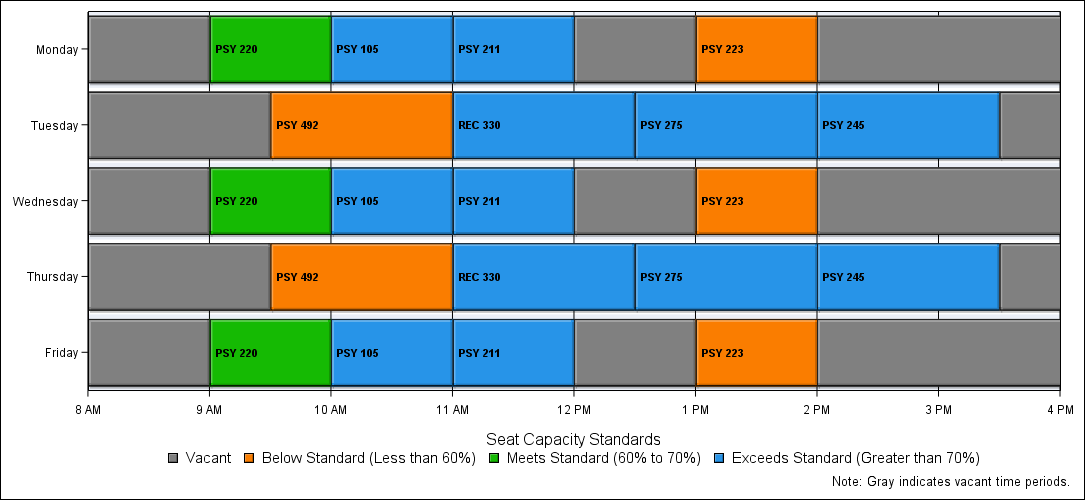 Monday PSY 220 PSY 105 PSY 211 PSY 223
Tuesday PSY 492 REC 330 PSY 275 PSY 245
Wednesday PSY 220 PSY 105 PSY 211 PSY 223
Thursday PSY 492 REC 330 PSY 275 PSY 245
Friday PSY 220 PSY 105 PSY 211 PSY 223
8 AM 9 AM 10 AM 11 AM 12 PM 1 PM 2 PM 3 PM 4 PM
Seat Capacity Standards
Vacant Below Standard (Less than 60%) Meets Standard (60% to 70%) Exceeds Standard (Greater than 70%)
Note: Gray indicates vacant time periods.